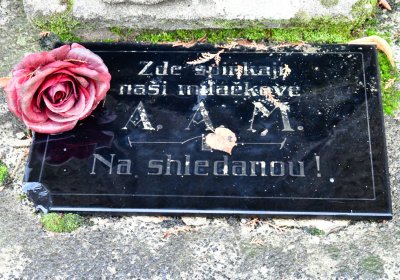 Zde spinkají
naši miláčkové
A. A M.
Na shledanou!